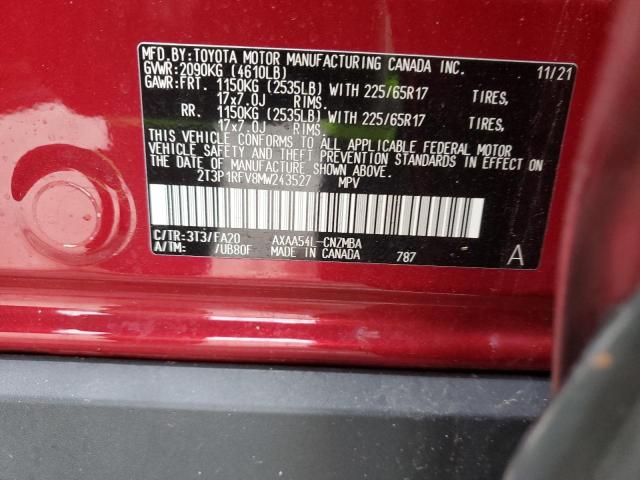 MFD.BY:TOYOTA MOTOR MANUFACTURING CANADA INC. 11/21
GVWR:2090KG (4610LB)
GAWR:FRT. 1150KG (2535LB) WITH 225/65R17 TIRES,
17x7.0J RIMS.
RR. 1150KG (2535LB) WITH 225/65R17 TIRES,
17x7.0J RIMS.
THIS VEHICLE CONFORMS TO ALL APPLICABLE FEDERAL MOTOR
VEHICLE SAFETY AND THEFT PREVENTION STANDARDS IN EFFECT ON
THE DATE OF MANUFACTURE SHOWN ABOVE.
2T3P1RFV8MW243527 MPV
C/TR:3T3/FA20 AXAA54L-CNZMBA
A/TM: /UB80F MADE IN CANADA 787 A